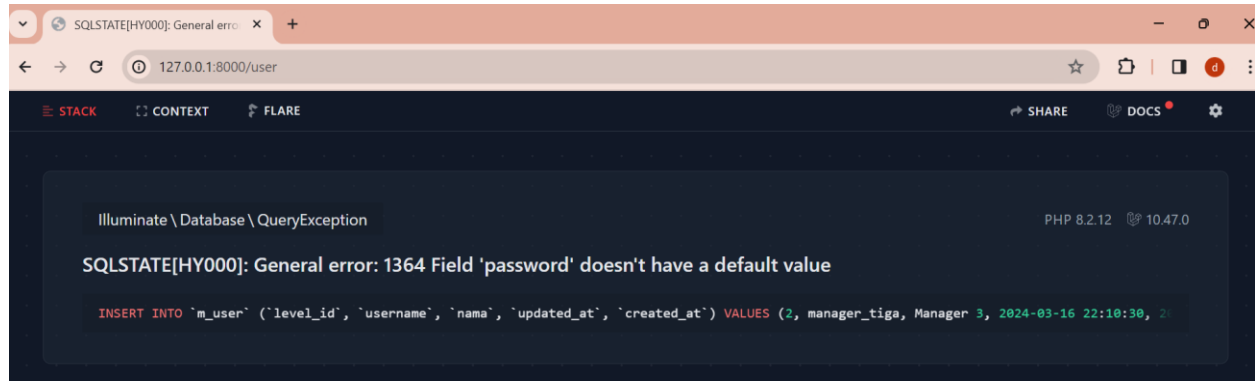 SQLSTATE[HY000]: General erro
127.0.0.1:8000/user
d
STACK CONTEXT FLARE SHARE DOCS
Illuminate\Database\QueryException PHP 8.2.12 10.47.0
SQLSTATE[HY000]: General error: 1364 Field 'password' doesn't have a default value
INSERT INTO `m_user` (`level_id`, `username`, `nama`, `updated_at`, `created_at`) VALUES (2, manager_tiga, Manager 3, 2024-03-16 22:10:30,